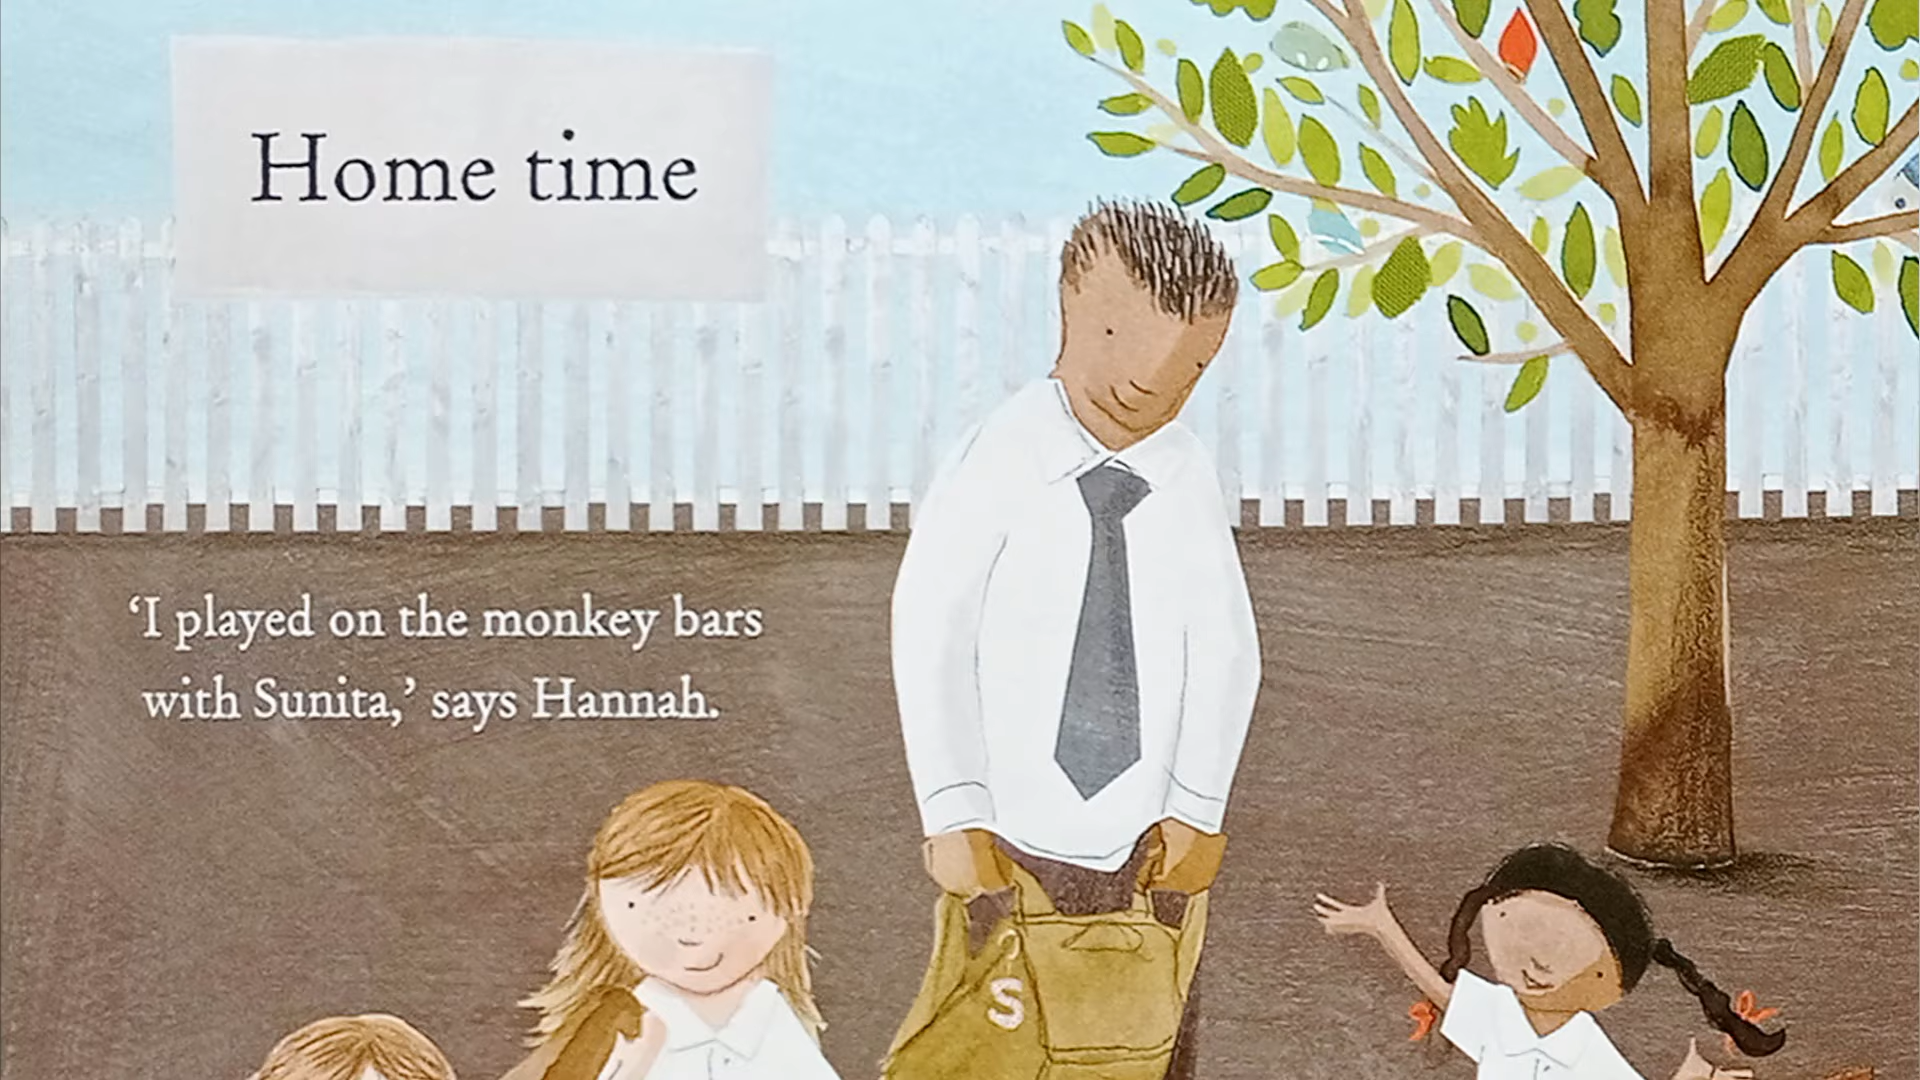 Home time
‘I played on the monkey bars
with Sunita,’ says Hannah.
S